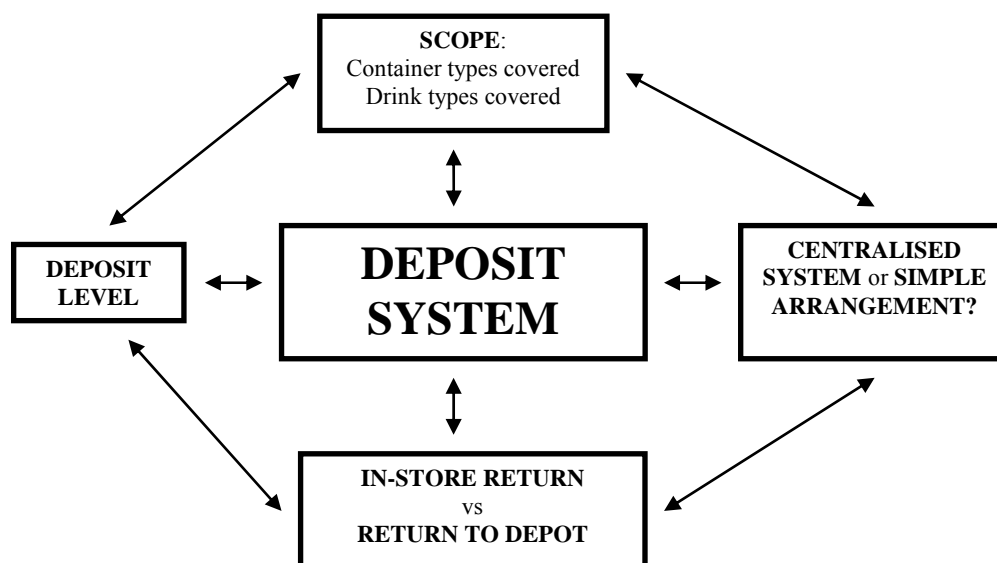 SCOPE:
Container types covered
Drink types covered
DEPOSIT
LEVEL
DEPOSIT
SYSTEM
CENTRALISED
SYSTEM or SIMPLE
ARRANGEMENT?
IN-STORE RETURN
vs
RETURN TO DEPOT